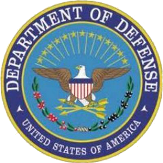 DEPARTMENT OF DEFENSE
UNITED STATES OF AMERICA